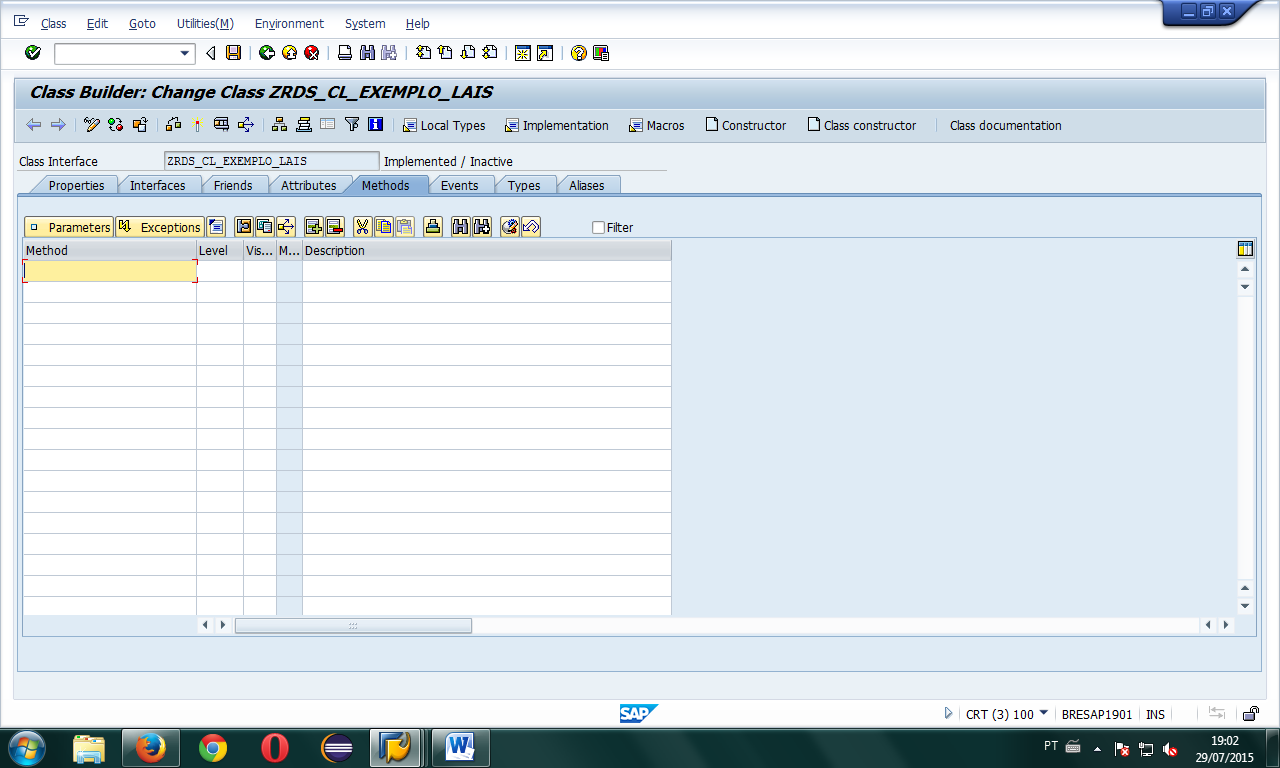 Class Edit Goto Utilities(M) Environment System Help
Class Builder: Change Class ZRDS_CL_EXEMPLO_LAIS
Local Types Implementation Macros Constructor Class constructor Class documentation
Class Interface ZRDS_CL_EXEMPLO_LAIS Implemented / Inactive
Properties Interfaces Friends Attributes Methods Events Types Aliases
Parameters Exceptions Filter
Method Level Vis... M... Description
SAP CRT (3) 100 BRESAP1901 INS
PT 19:02
29/07/2015